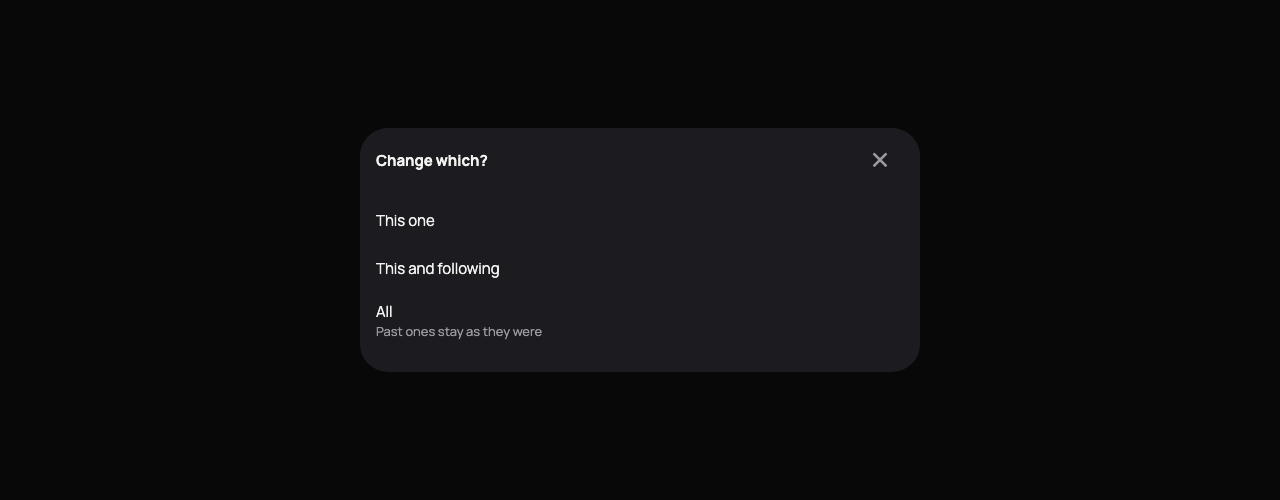 Change which?
This one
This and following
All
Past ones stay as they were